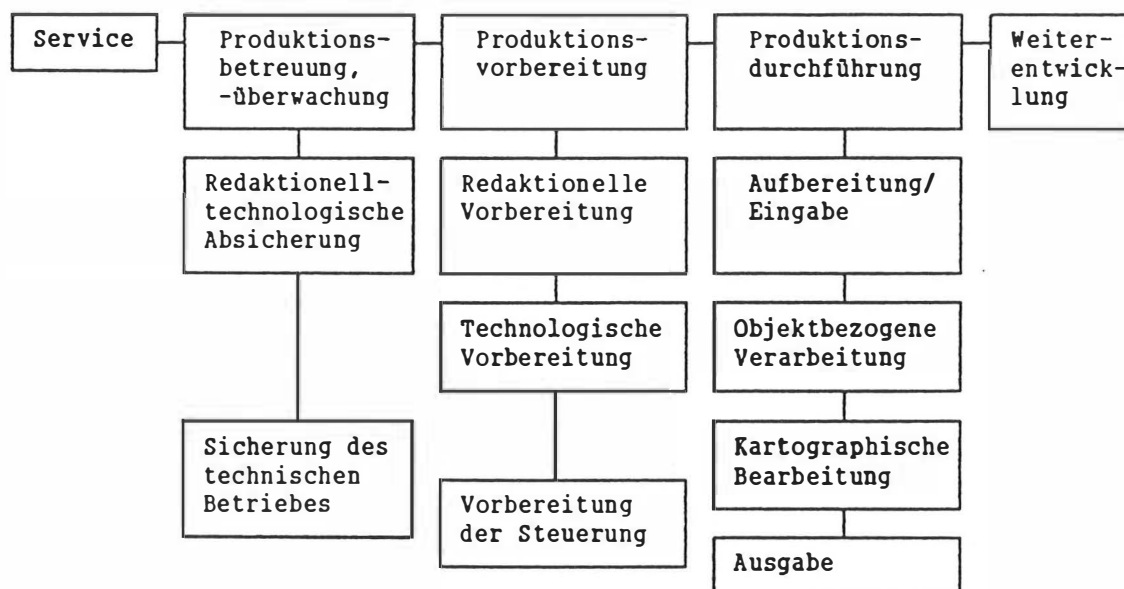 Service
Produktions-
betreuung,
-überwachung
Produktions-
vorbereitung
Produktions-
durchführung
Weiter-
entwick-
lung
Redaktionell-
technologische
Absicherung
Redaktionelle
Vorbereitung
Aufbereitung/
Eingabe
Technologische
Vorbereitung
Objektbezogene
Verarbeitung
Sicherung des
technischen
Betriebes
Kartographische
Bearbeitung
Vorbereitung
der Steuerung
Ausgabe